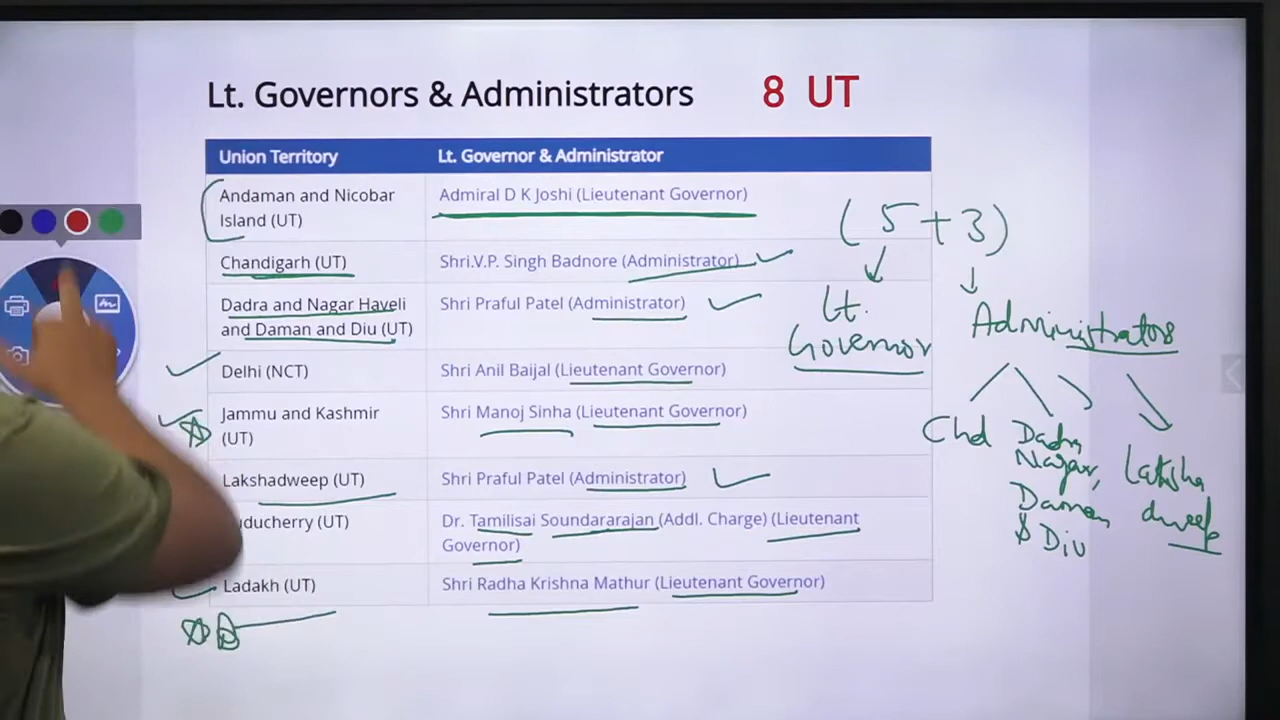 Lt. Governors & Administrators 8 UT
Union Territory Lt. Governor & Administrator
Andaman and Nicobar
Island (UT)
Admiral D K Joshi (Lieutenant Governor)
Chandigarh (UT)
Shri.V.P. Singh Badnore (Administrator)
Dadra and Nagar Haveli
and Daman and Diu (UT)
Shri Praful Patel (Administrator)
Delhi (NCT)
Shri Anil Baijal (Lieutenant Governor)
Jammu and Kashmir
(UT)
Shri Manoj Sinha (Lieutenant Governor)
Lakshadweep (UT)
Shri Praful Patel (Administrator)
uducherry (UT)
Dr. Tamilisai Soundararajan (Addl. Charge) (Lieutenant
Governor)
Ladakh (UT)
Shri Radha Krishna Mathur (Lieutenant Governor)
(5+3)
Lt.
Governor
Administrators
Chd
Dadra
Nagar,
Daman
& Diu
Laksha
dweep